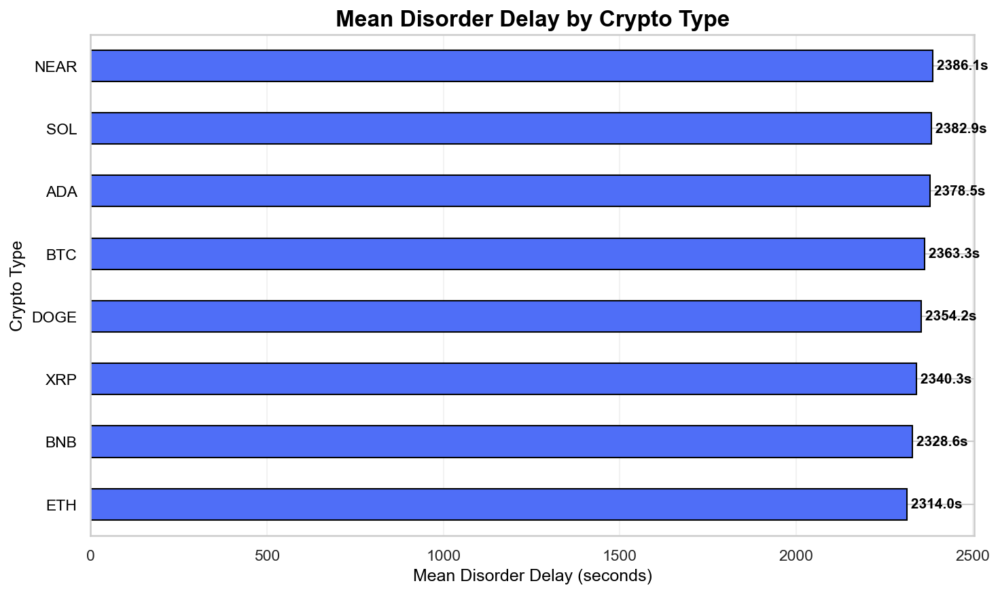 Mean Disorder Delay by Crypto Type
Crypto Type
NEAR 2386.1s
SOL 2382.9s
ADA 2378.5s
BTC 2363.3s
DOGE 2354.2s
XRP 2340.3s
BNB 2328.6s
ETH 2314.0s
0 500 1000 1500 2000 2500
Mean Disorder Delay (seconds)